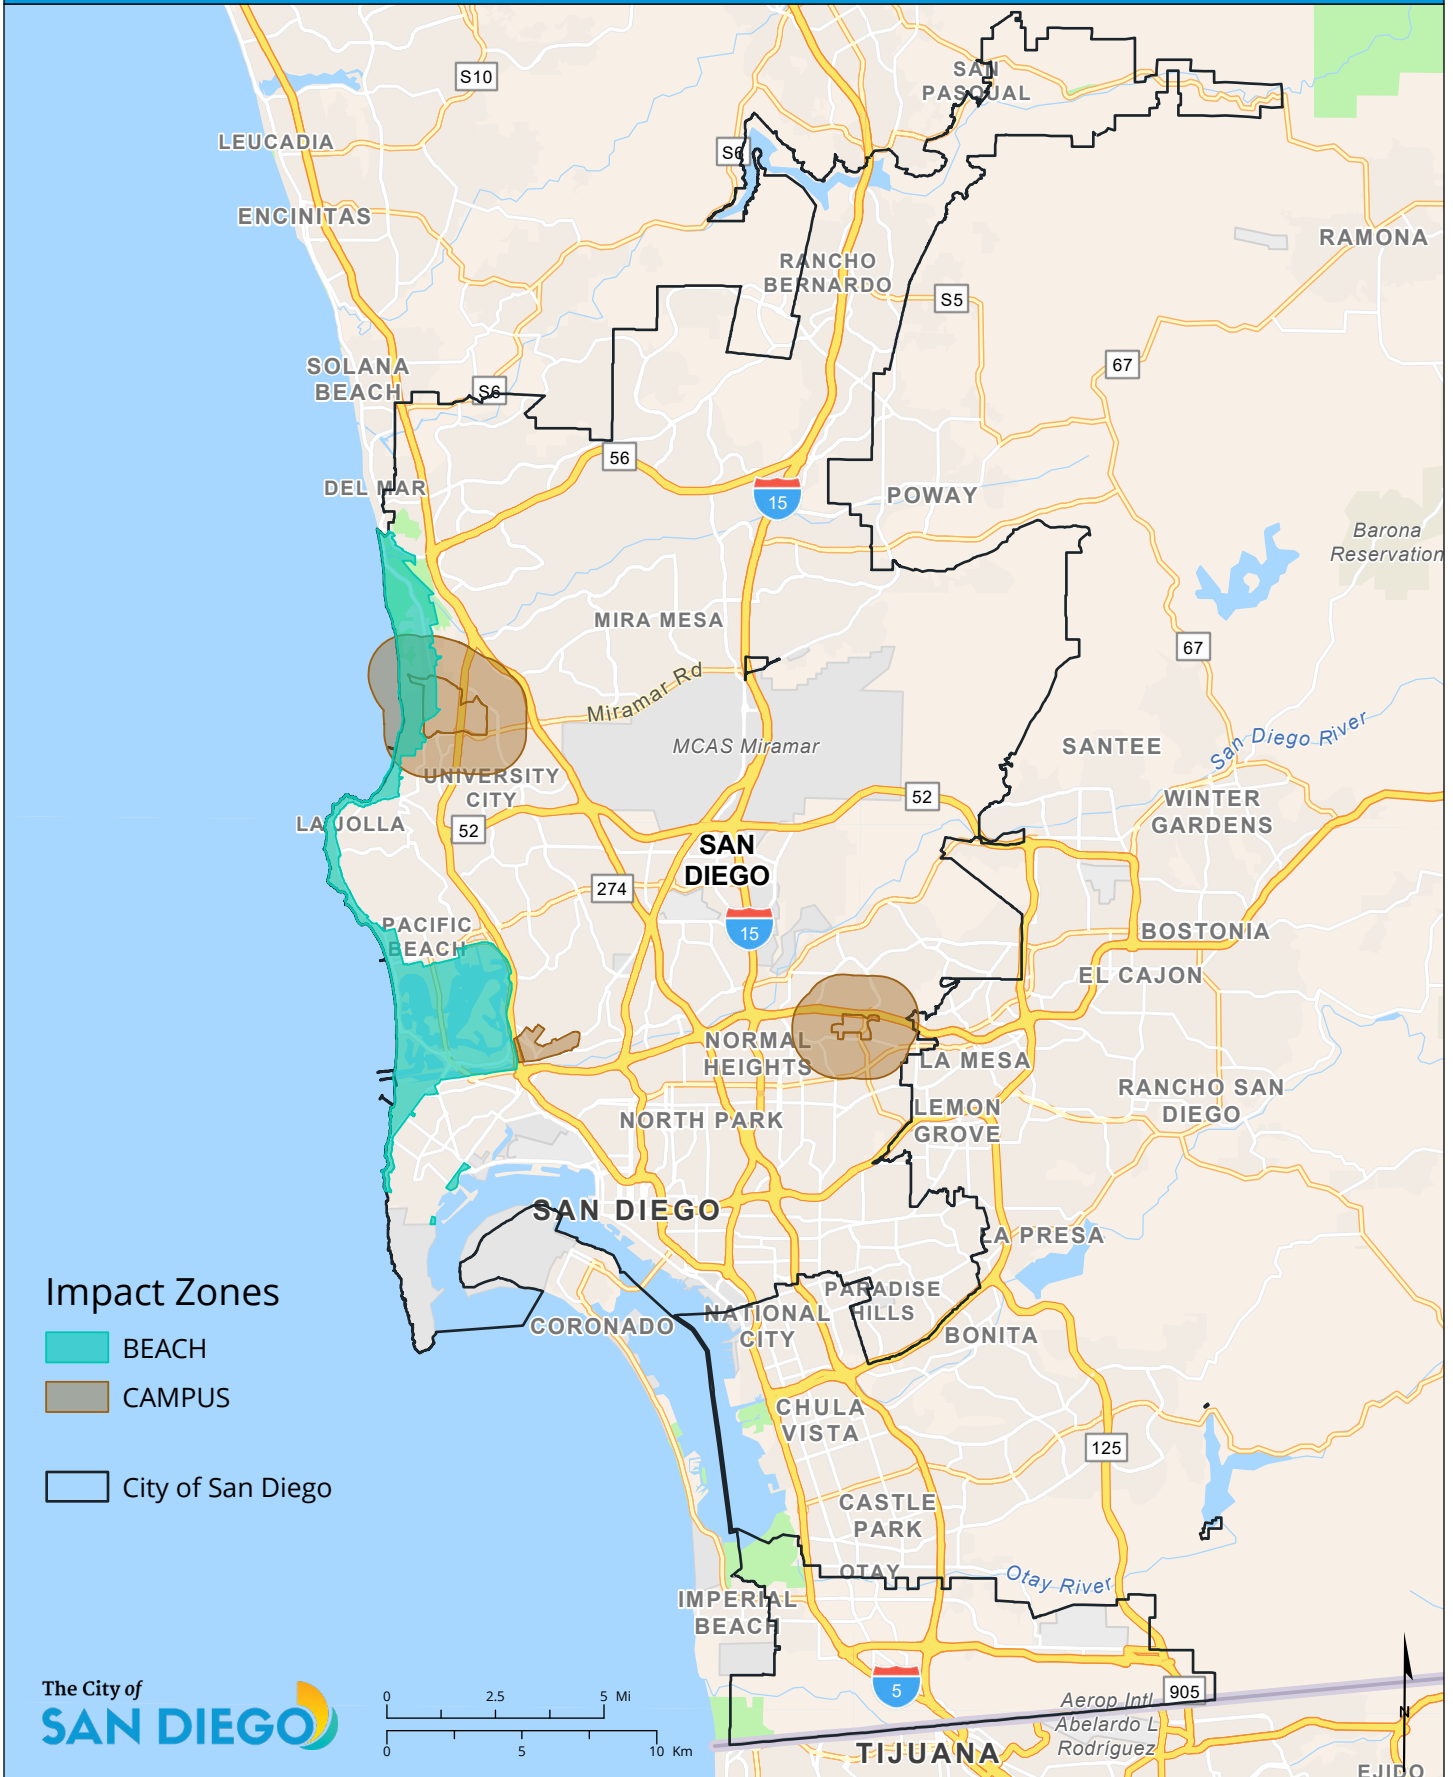 S10
SAN
PASQUAL
LEUCADIA
S6
ENCINITAS
RAMONA
RANCHO
BERNARDO
S5
SOLANA
BEACH
67
S6
56
DEL MAR
15
POWAY
Barona
Reservation
MIRA MESA
67
Miramar Rd
San Diego River
MCAS Miramar
SANTEE
UNIVERSITY
CITY
52
WINTER
GARDENS
LA JOLLA
52
SAN
DIEGO
274
PACIFIC
BEACH
15
BOSTONIA
EL CAJON
NORMAL
HEIGHTS
LA MESA
RANCHO SAN
DIEGO
LEMON
GROVE
NORTH PARK
SAN DIEGO
LA PRESA
Impact Zones
BEACH
CAMPUS
City of San Diego
PARADISE
HILLS
NATIONAL
CITY
CORONADO
BONITA
CHULA
VISTA
125
CASTLE
PARK
OTAY
Otay River
IMPERIAL
BEACH
5
905
Aerop Intl
Abelardo L
Rodríguez
N
The City of
SAN DIEGO
0 2.5 5 Mi
0 5 10 Km
TIJUANA
EJIDO